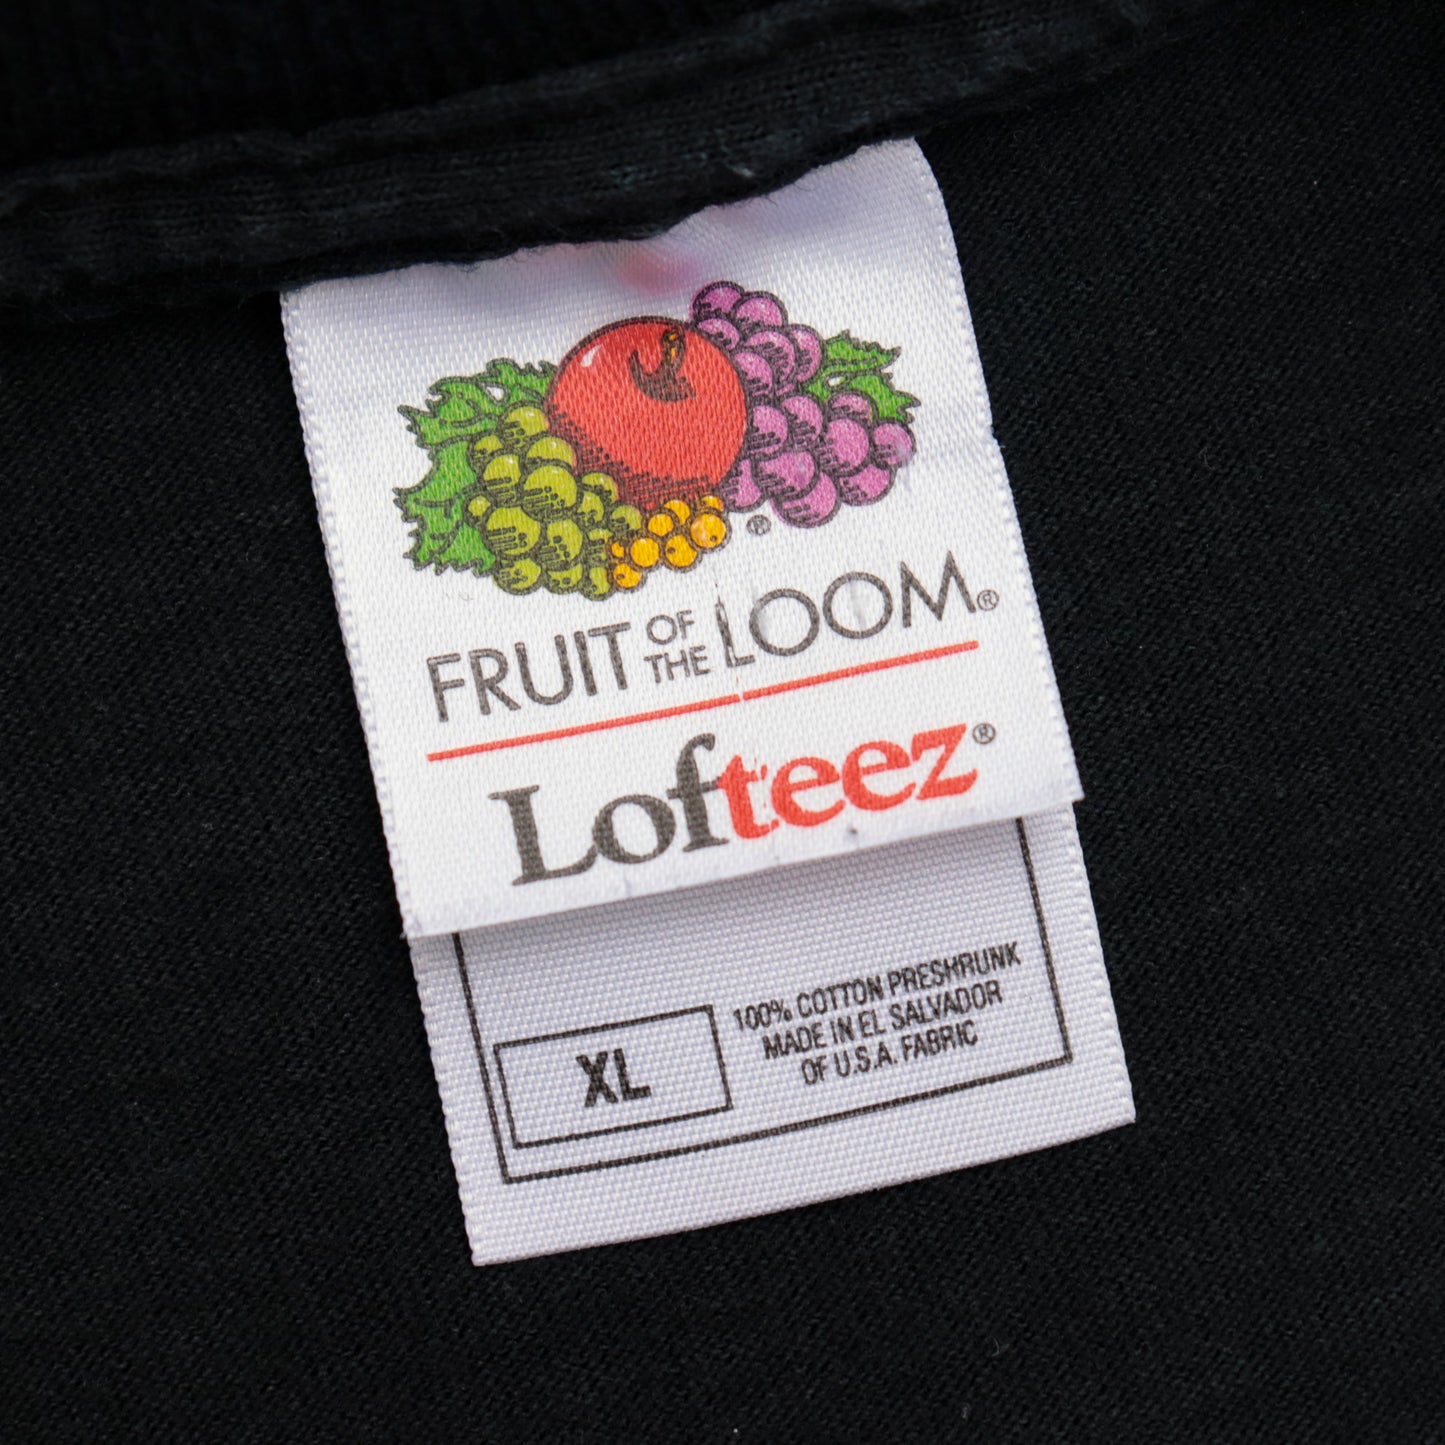 ®
FRUIT OF THE LOOM®
Lofteez®
XL
100% COTTON PRESHRUNK
MADE IN EL SALVADOR
OF U.S.A. FABRIC